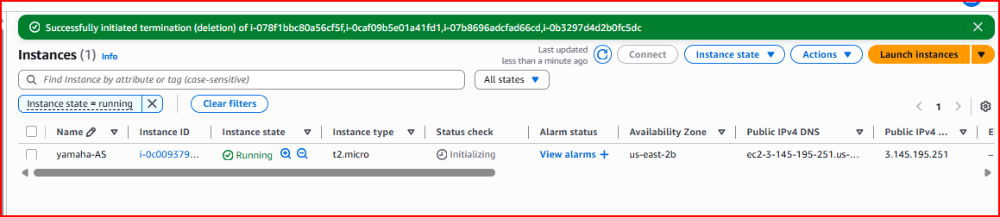 Successfully initiated termination (deletion) of i-078f1bbc80a56cf5f,i-0caf09b5e01a41fd1,i-07b8696adcfad66cd,i-0b3297d4d2b0fc5dc
Instances (1) Info
Last updated
less than a minute ago
Connect Instance state Actions Launch instances
Find Instance by attribute or tag (case-sensitive) All states
Instance state = running Clear filters
1
Name Instance ID Instance state Instance type Status check Alarm status Availability Zone Public IPv4 DNS Public IPv4 ...
yamaha-AS i-0c009379... Running t2.micro Initializing View alarms + us-east-2b ec2-3-145-195-251.us-... 3.145.195.251 –